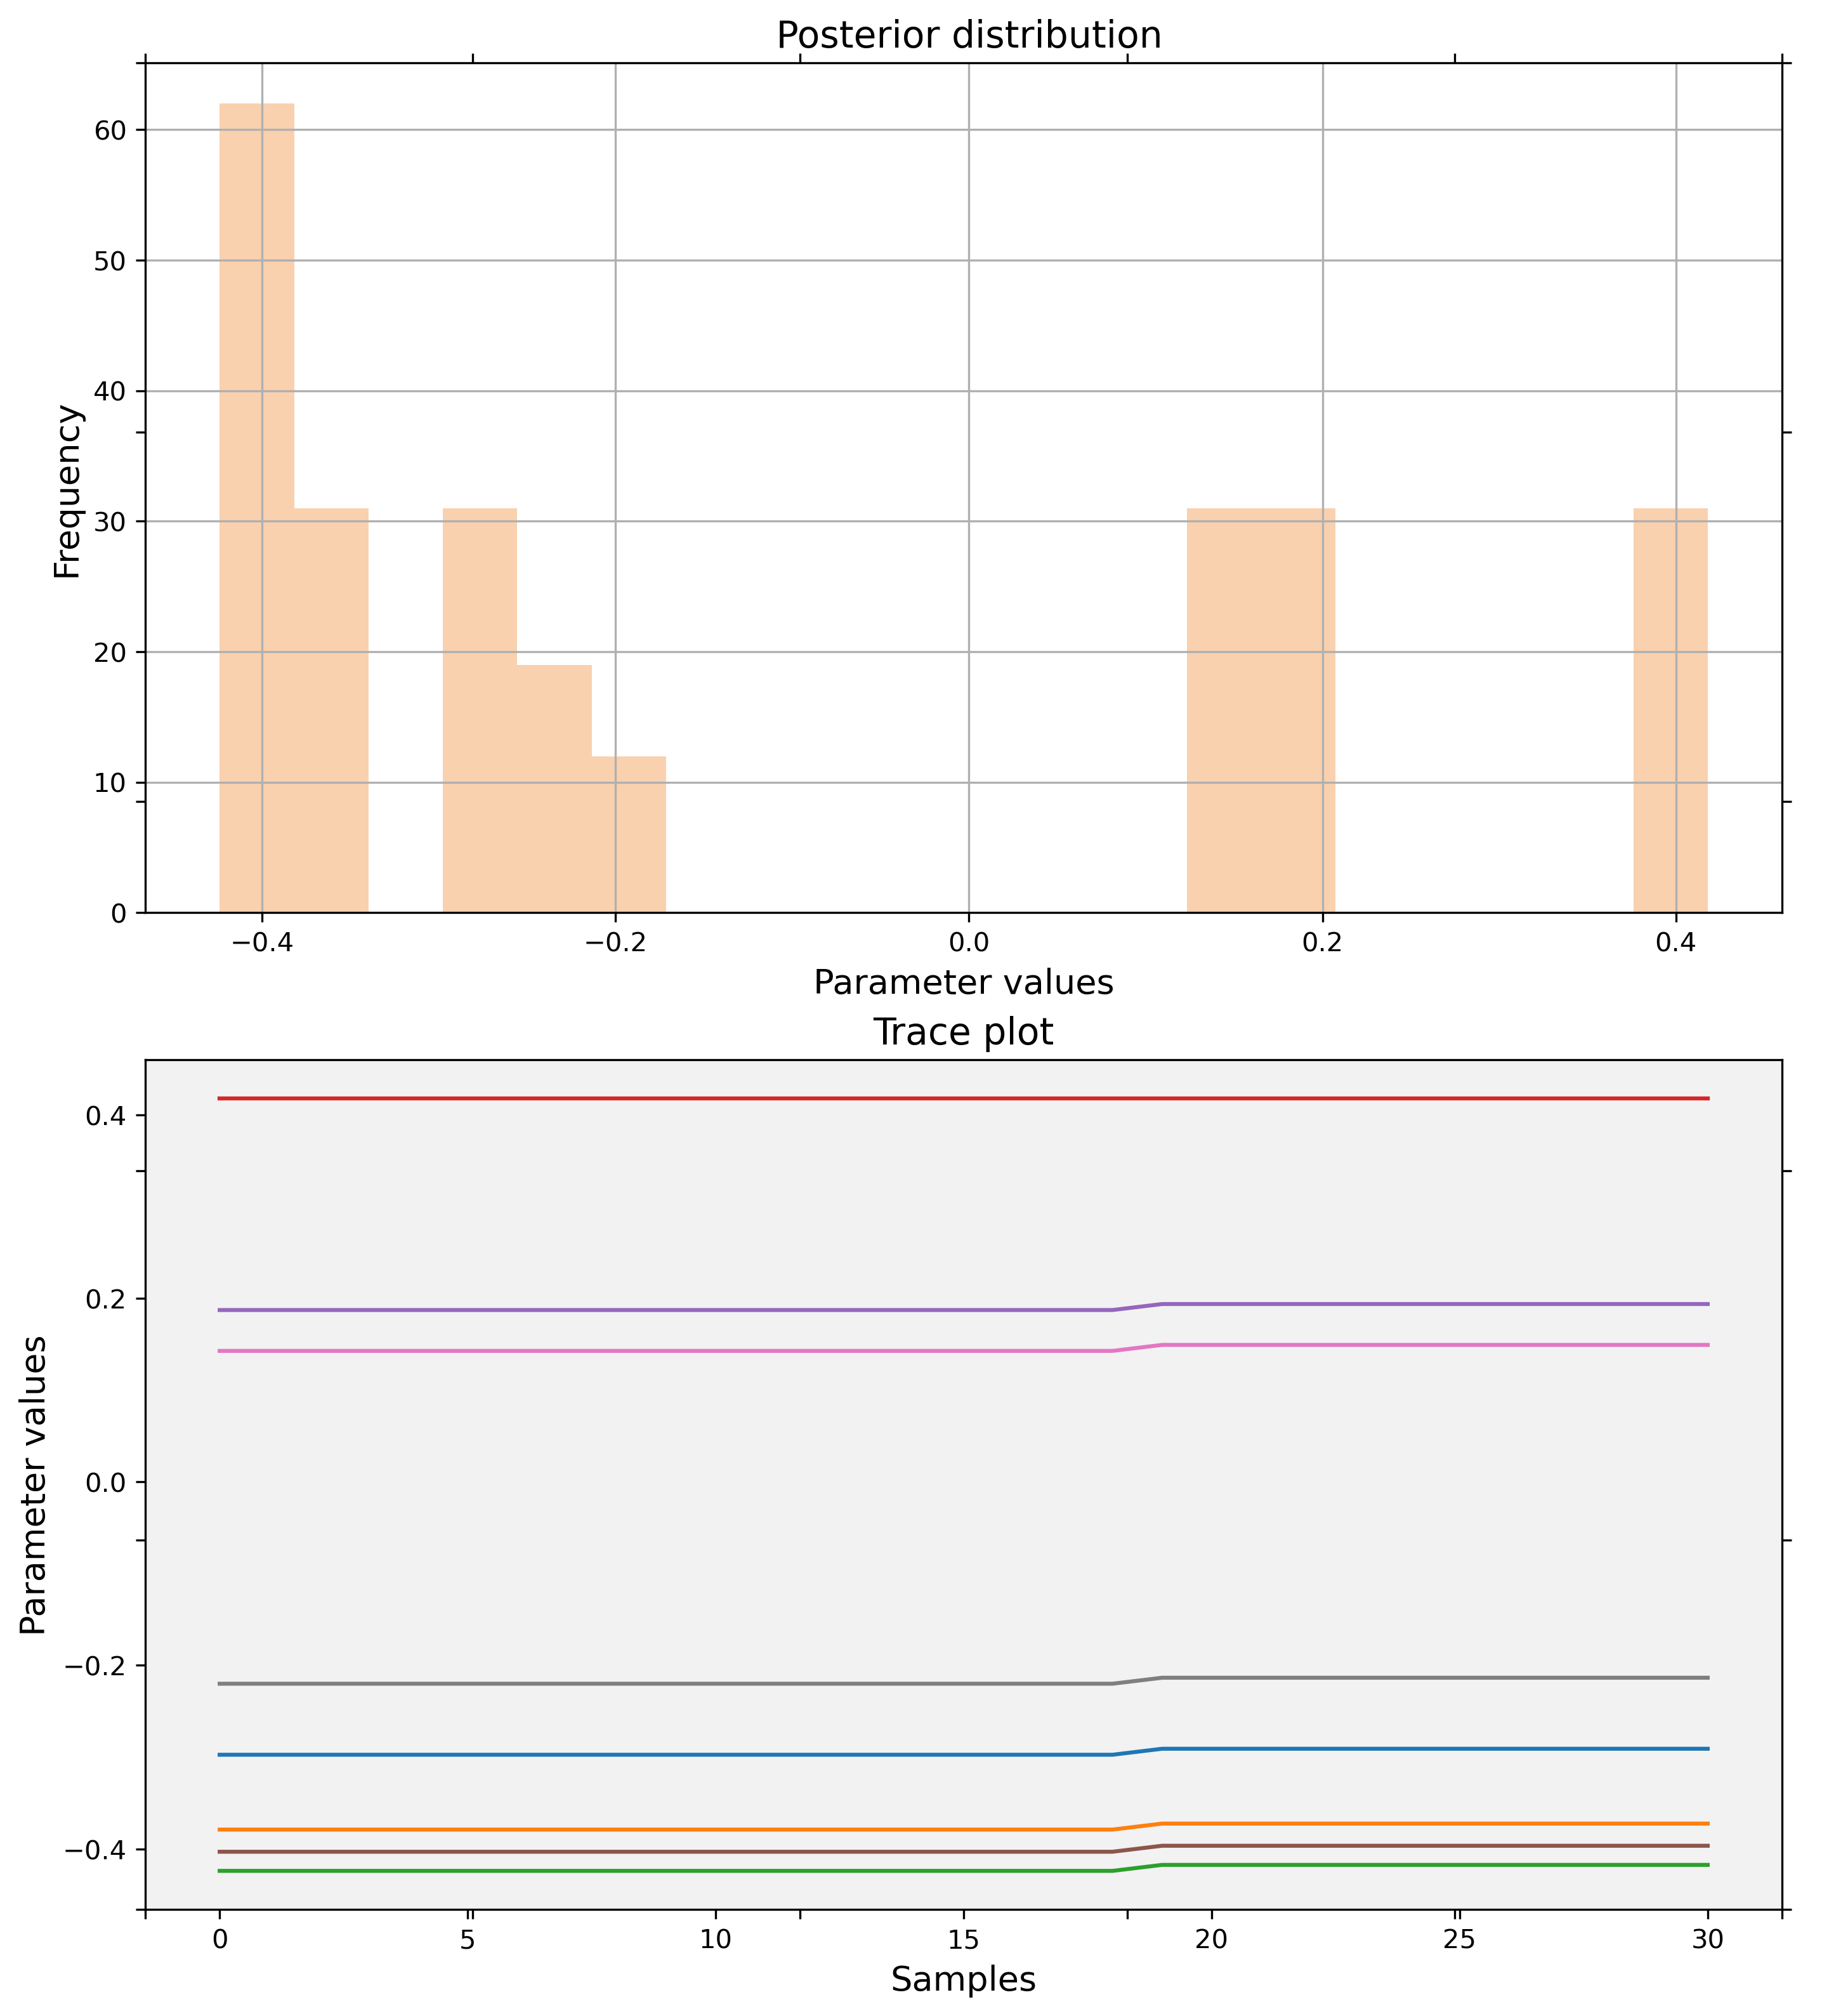 Posterior distribution
60
50
40
30
20
10
0
Frequency
−0.4 −0.2 0.0 0.2 0.4
Parameter values
Trace plot
0.4
0.2
0.0
−0.2
−0.4
Parameter values
0 5 10 15 20 25 30
Samples